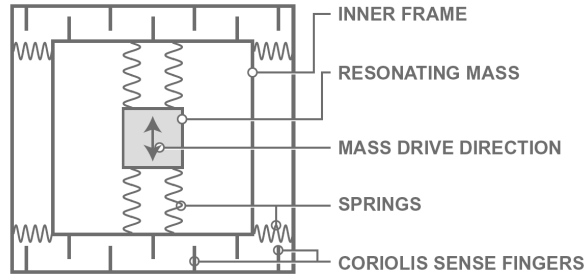 INNER FRAME
RESONATING MASS
MASS DRIVE DIRECTION
SPRINGS
CORIOLIS SENSE FINGERS